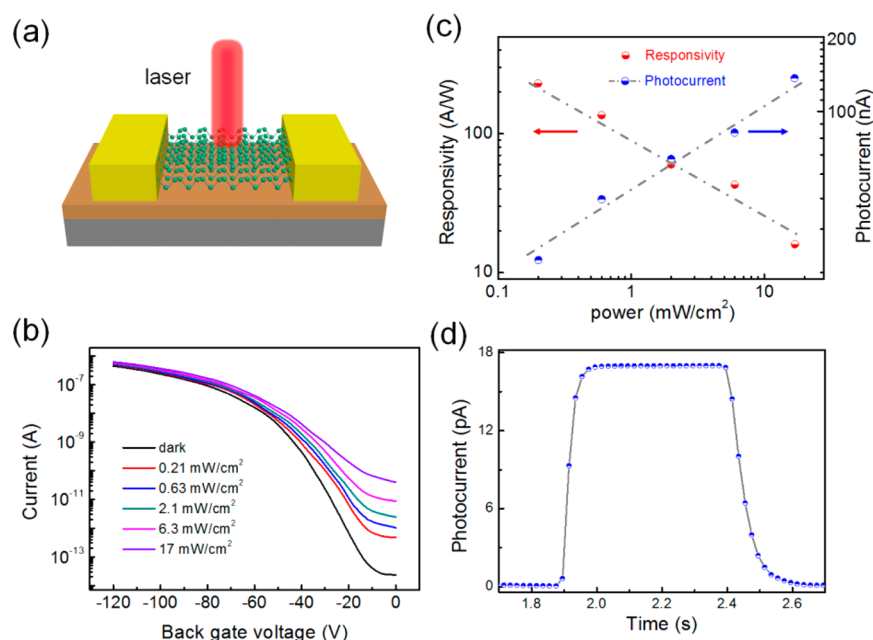 (a)
laser
(b)
Current (A)
10⁻⁷
10⁻⁹
10⁻¹¹
10⁻¹³
dark
0.21 mW/cm²
0.63 mW/cm²
2.1 mW/cm²
6.3 mW/cm²
17 mW/cm²
-120 -100 -80 -60 -40 -20 0
Back gate voltage (V)
(c)
Responsivity (A/W)
100
10
Responsivity
Photocurrent
200
100
Photocurrent (nA)
0.1 1 10
power (mW/cm²)
(d)
Photocurrent (pA)
18
12
6
0
1.8 2.0 2.2 2.4 2.6
Time (s)